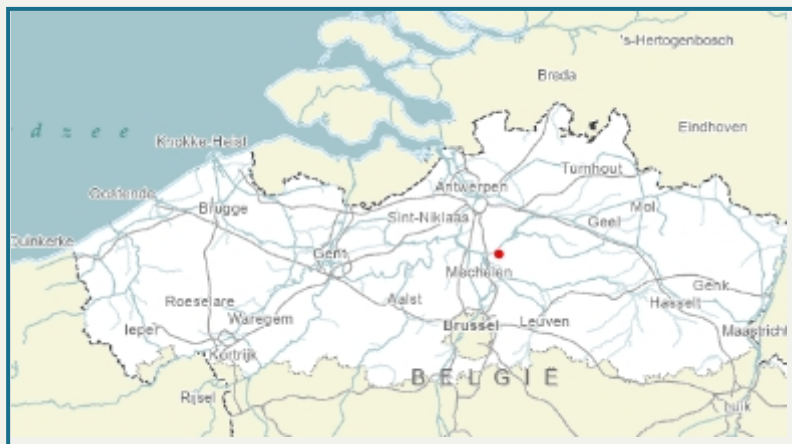 's-Hertogenbosch
Breda
Eindhoven
dzee
Knokke-Heist
Turnhout
Antwerpen
Oostende
Brugge
Sint-Niklaas
Geel
Mol
Duinkerke
Gent
Mechelen
Genk
Roeselare
Aalst
Hasselt
Ieper
Waregem
Brussel
Leuven
Maastricht
Kortrijk
BELGIË
Rijsel
Luik